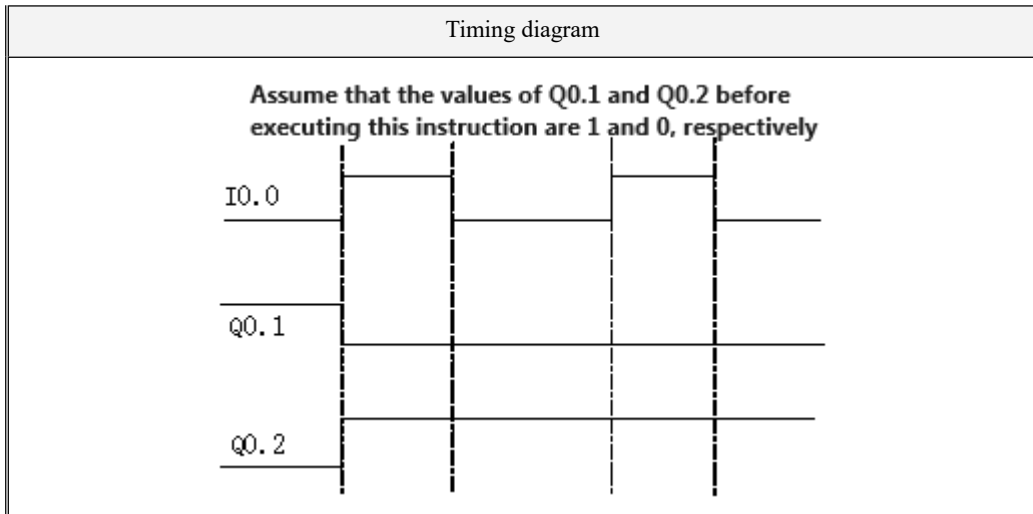 Timing diagram
Assume that the values of Q0.1 and Q0.2 before
executing this instruction are 1 and 0, respectively
I0.0
Q0.1
Q0.2